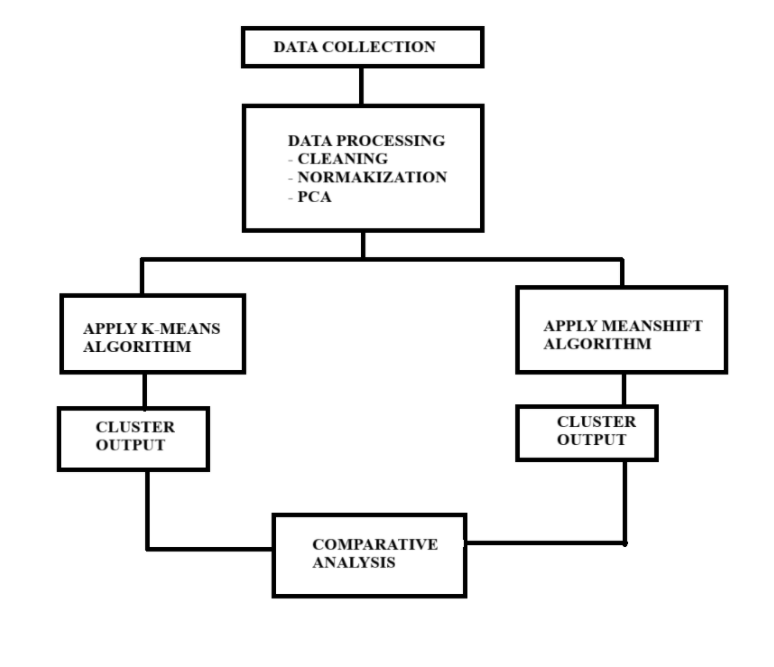 DATA COLLECTION
DATA PROCESSING
- CLEANING
- NORMAKIZATION
- PCA
APPLY K-MEANS
ALGORITHM
APPLY MEANSHIFT
ALGORITHM
CLUSTER
OUTPUT
CLUSTER
OUTPUT
COMPARATIVE
ANALYSIS